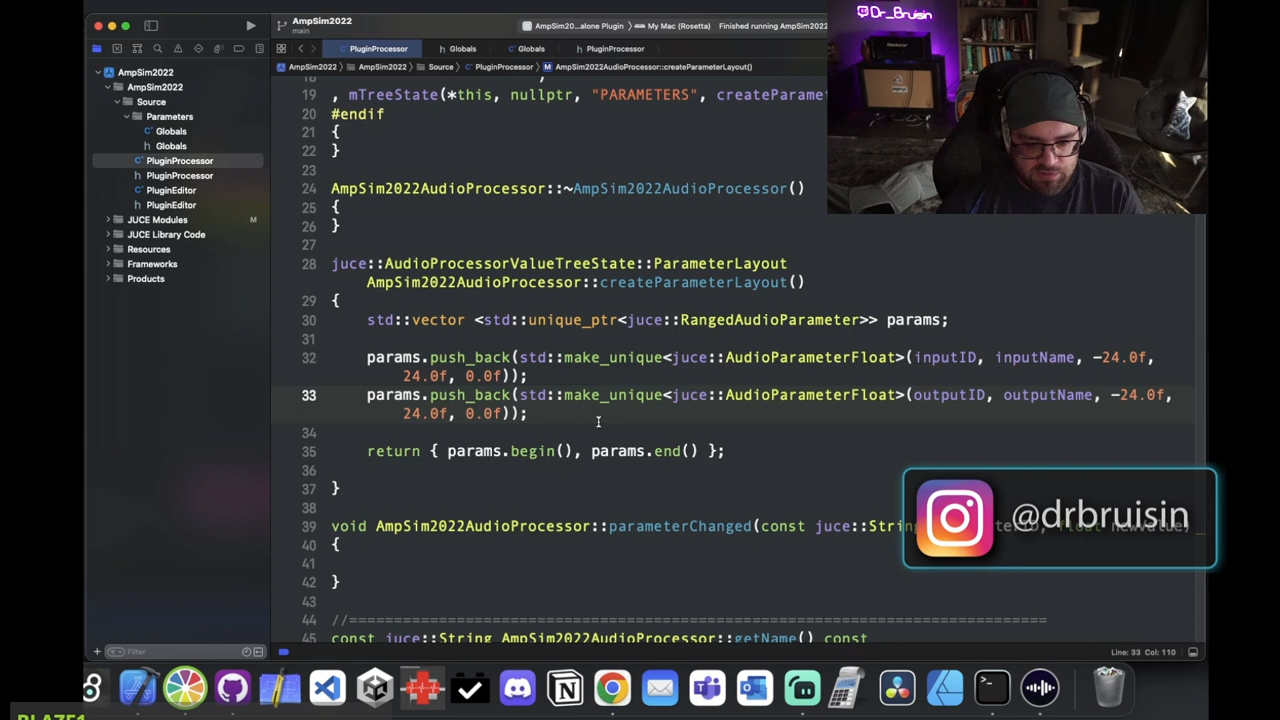 AmpSim2022
main
AmpSim20...alone Plugin
My Mac (Rosetta)
Finished running AmpSim202
PluginProcessor
Globals
Globals
PluginProcessor
AmpSim2022
AmpSim2022
Source
PluginProcessor
AmpSim2022AudioProcessor::createParameterLayout()
AmpSim2022
AmpSim2022
Source
Parameters
Globals
Globals
PluginProcessor
PluginProcessor
PluginEditor
PluginEditor
JUCE Modules M
JUCE Library Code
Resources
Frameworks
Products
19 , mTreeState(*this, nullptr, "PARAMETERS", createParame
20 #endif
21 {
22 }
23
24 AmpSim2022AudioProcessor::~AmpSim2022AudioProcessor()
25 {
26 }
27
28 juce::AudioProcessorValueTreeState::ParameterLayout
AmpSim2022AudioProcessor::createParameterLayout()
29 {
30 std::vector <std::unique_ptr<juce::RangedAudioParameter>> params;
31
32 params.push_back(std::make_unique<juce::AudioParameterFloat>(inputID, inputName, -24.0f,
24.0f, 0.0f));
33 params.push_back(std::make_unique<juce::AudioParameterFloat>(outputID, outputName, -24.0f,
24.0f, 0.0f));
34
35 return { params.begin(), params.end() };
36
37 }
38
39 void AmpSim2022AudioProcessor::parameterChanged(const juce::String
40 {
41
42 }
43
44 //==============================================================================
45 const juce::String AmpSim2022AudioProcessor::getName() const
Filter
Line: 33 Col: 110
Dr_Bruisin
@drbruisin
BLAZE1